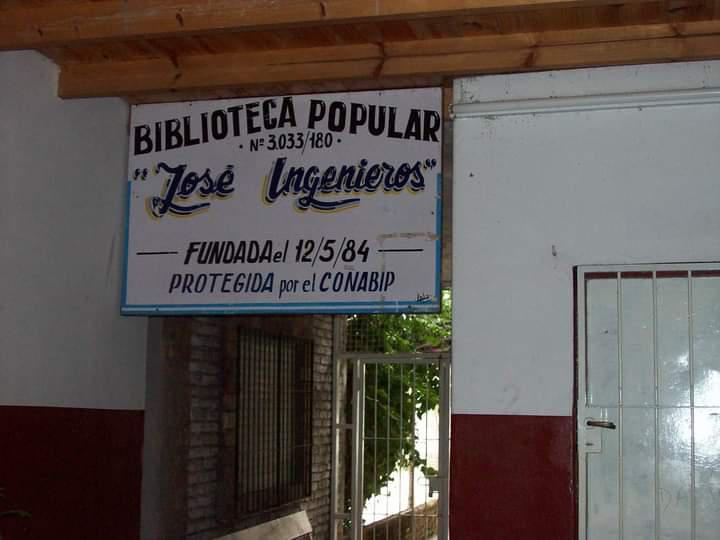 BIBLIOTECA POPULAR
· Nº 3.033/180 ·
"José Ingenieros"
FUNDADA el 12/5/84
PROTEGIDA por el CONABIP